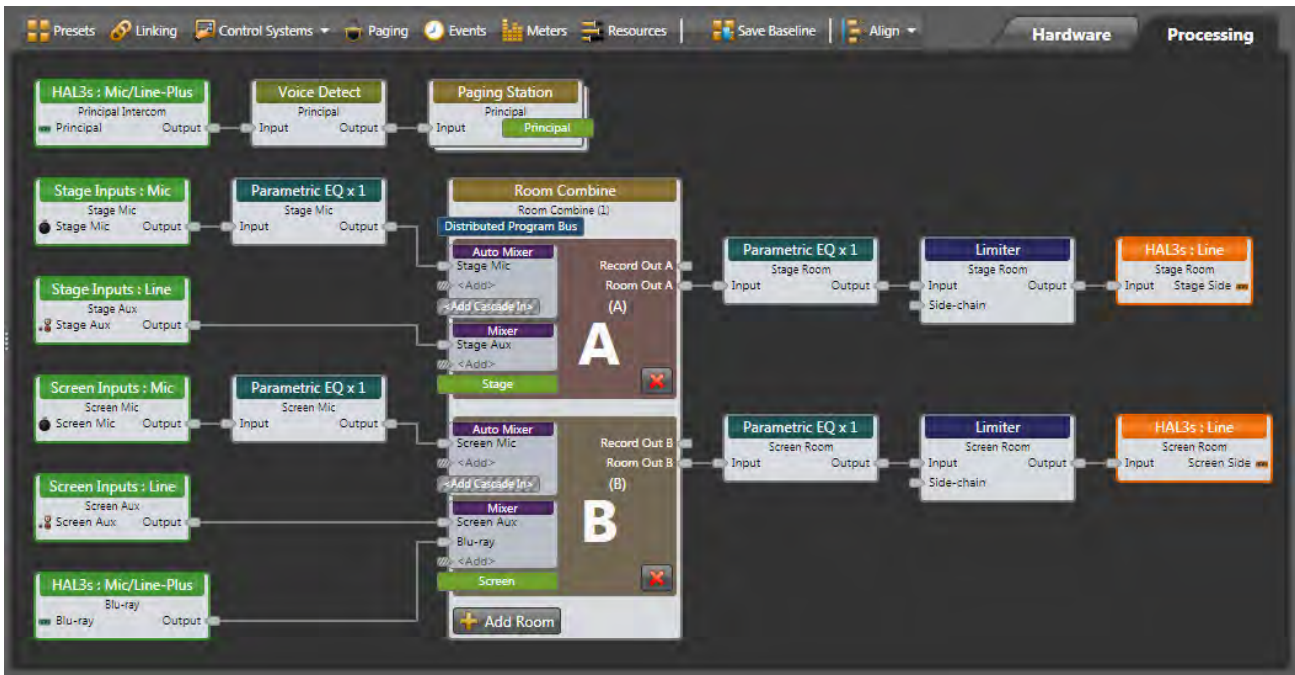 Presets Linking Control Systems Paging Events Meters Resources Save Baseline Align Hardware Processing
HAL3s : Mic/Line-Plus
Principal Intercom
Principal Output
Voice Detect
Principal
Input Output
Paging Station
Principal
Input Principal
Stage Inputs : Mic
Stage Mic
Stage Mic Output
Parametric EQ x 1
Stage Mic
Input Output
Stage Inputs : Line
Stage Aux
Stage Aux Output
Screen Inputs : Mic
Screen Mic
Screen Mic Output
Parametric EQ x 1
Screen Mic
Input Output
Screen Inputs : Line
Screen Aux
Screen Aux Output
HAL3s : Mic/Line-Plus
Blu-ray
Blu-ray Output
Room Combine
Room Combine (1)
Distributed Program Bus
Auto Mixer
Stage Mic
<Add>
<Add Cascade In>
Mixer
Stage Aux
<Add>
Stage
Record Out A
Room Out A
(A)
A
Auto Mixer
Screen Mic
<Add>
<Add Cascade In>
Mixer
Screen Aux
Blu-ray
<Add>
Screen
Record Out B
Room Out B
(B)
B
Add Room
Parametric EQ x 1
Stage Room
Input Output
Limiter
Stage Room
Input Output
Side-chain
HAL3s : Line
Stage Room
Input Stage Side
Parametric EQ x 1
Screen Room
Input Output
Limiter
Screen Room
Input Output
Side-chain
HAL3s : Line
Screen Room
Input Screen Side